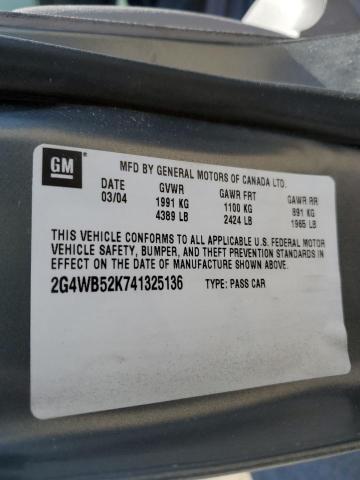 GM
MFD BY GENERAL MOTORS OF CANADA LTD.
DATE GVWR GAWR FRT GAWR RR
03/04 1991 KG 1100 KG 891 KG
4389 LB 2424 LB 1965 LB
THIS VEHICLE CONFORMS TO ALL APPLICABLE U.S. FEDERAL MOTOR
VEHICLE SAFETY, BUMPER, AND THEFT PREVENTION STANDARDS
IN EFFECT ON THE DATE OF MANUFACTURE SHOWN ABOVE.
2G4WB52K741325136 TYPE: PASS CAR